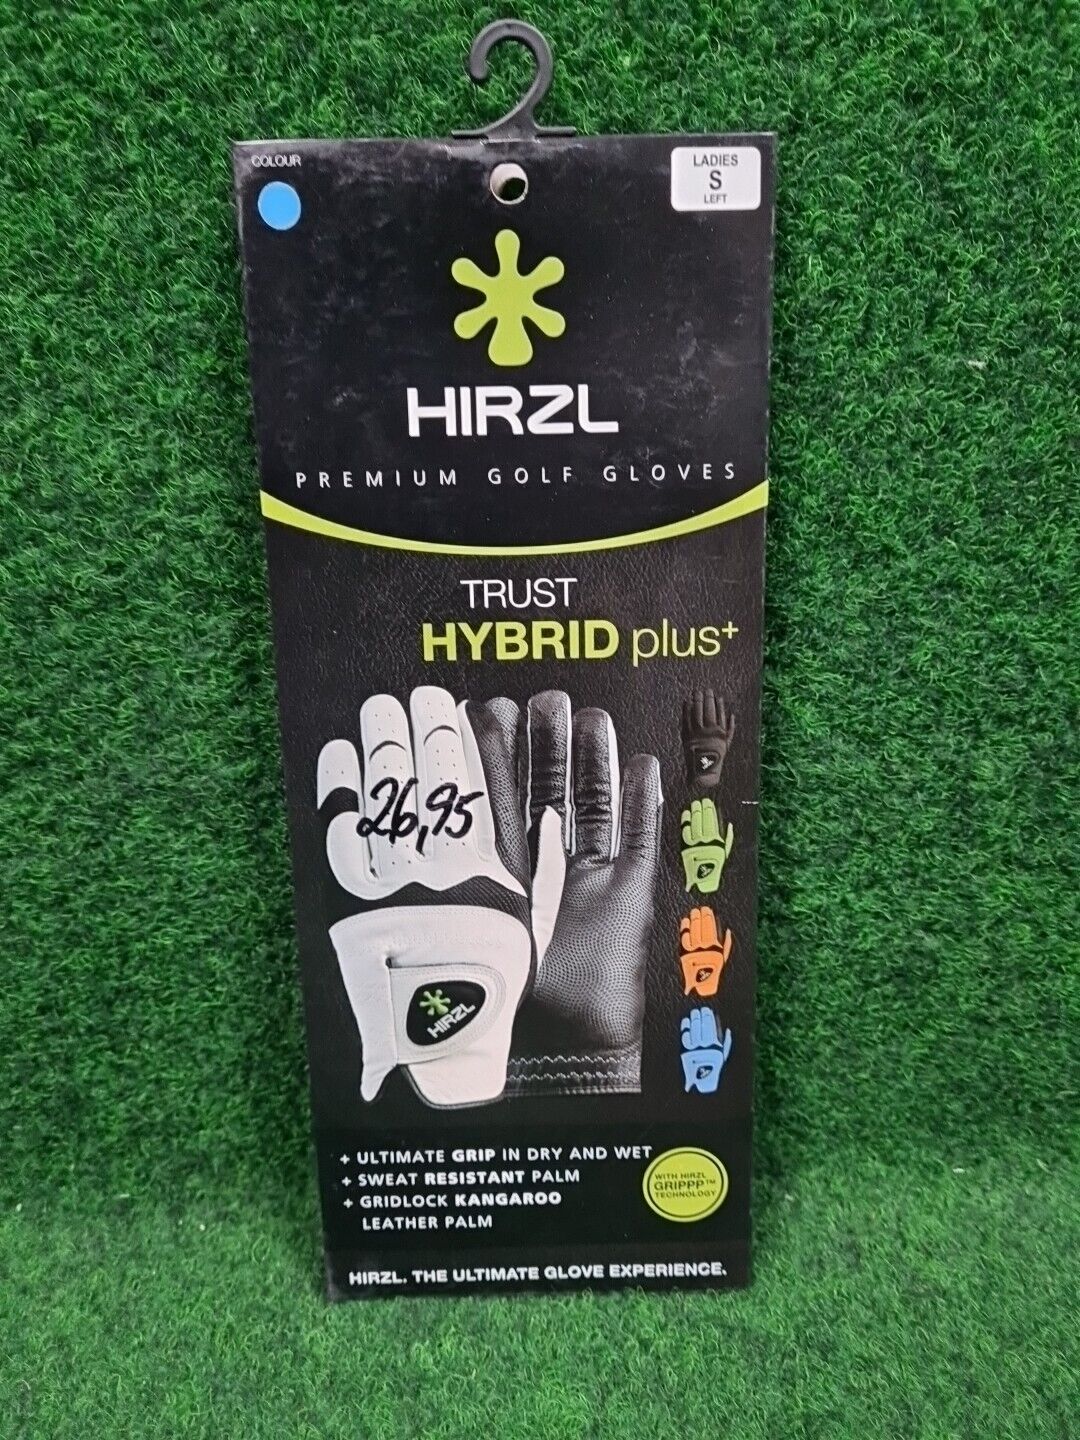 COLOUR
LADIES
S
LEFT
HIRZL
PREMIUM GOLF GLOVES
TRUST
HYBRID plus+
26,95
HIRZL
+ ULTIMATE GRIP IN DRY AND WET
+ SWEAT RESISTANT PALM
+ GRIDLOCK KANGAROO
LEATHER PALM
WITH HIRZL
GRIPPP™
TECHNOLOGY
HIRZL. THE ULTIMATE GLOVE EXPERIENCE.